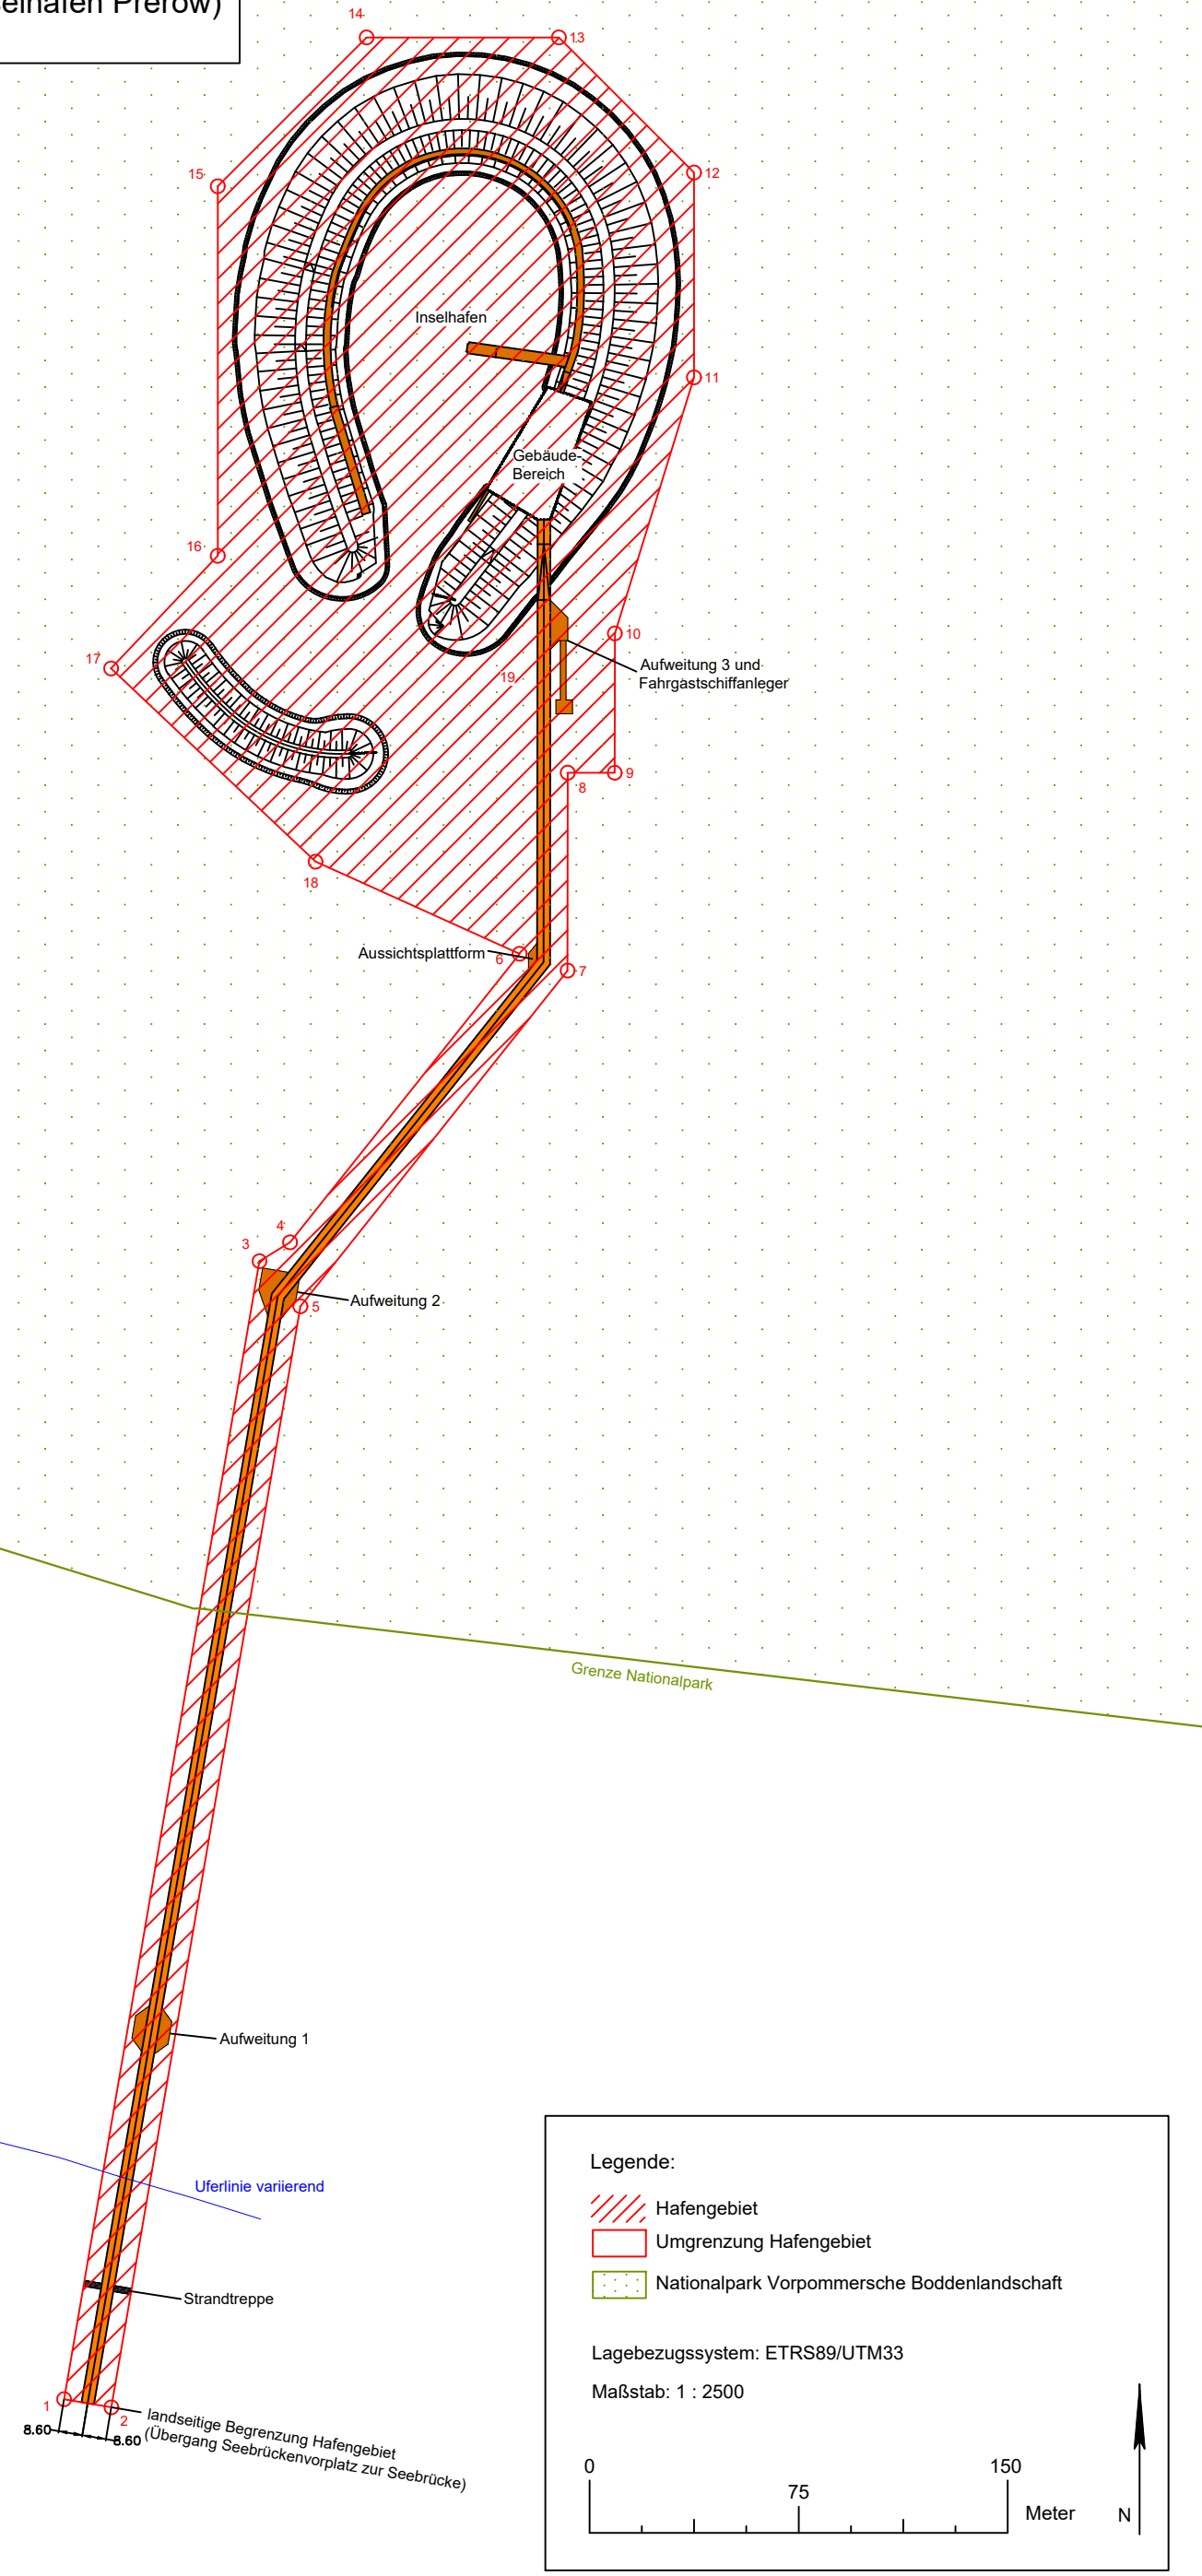 selhafen Prerow)
14
13
15
12
Inselhafen
11
Gebäude-
Bereich
16
10
17
Aufweitung 3 und
Fahrgastschiffanleger
19
9
8
18
Aussichtsplattform
6
7
4
3
Aufweitung 2
5
Grenze Nationalpark
Aufweitung 1
Uferlinie variierend
Strandtreppe
1
2
8.60
8.60
landseitige Begrenzung Hafengebiet
(Übergang Seebrückenvorplatz zur Seebrücke)
Legende:
Hafengebiet
Umgrenzung Hafengebiet
Nationalpark Vorpommersche Boddenlandschaft
Lagebezugssystem: ETRS89/UTM33
Maßstab: 1 : 2500
0
75
150
Meter
N